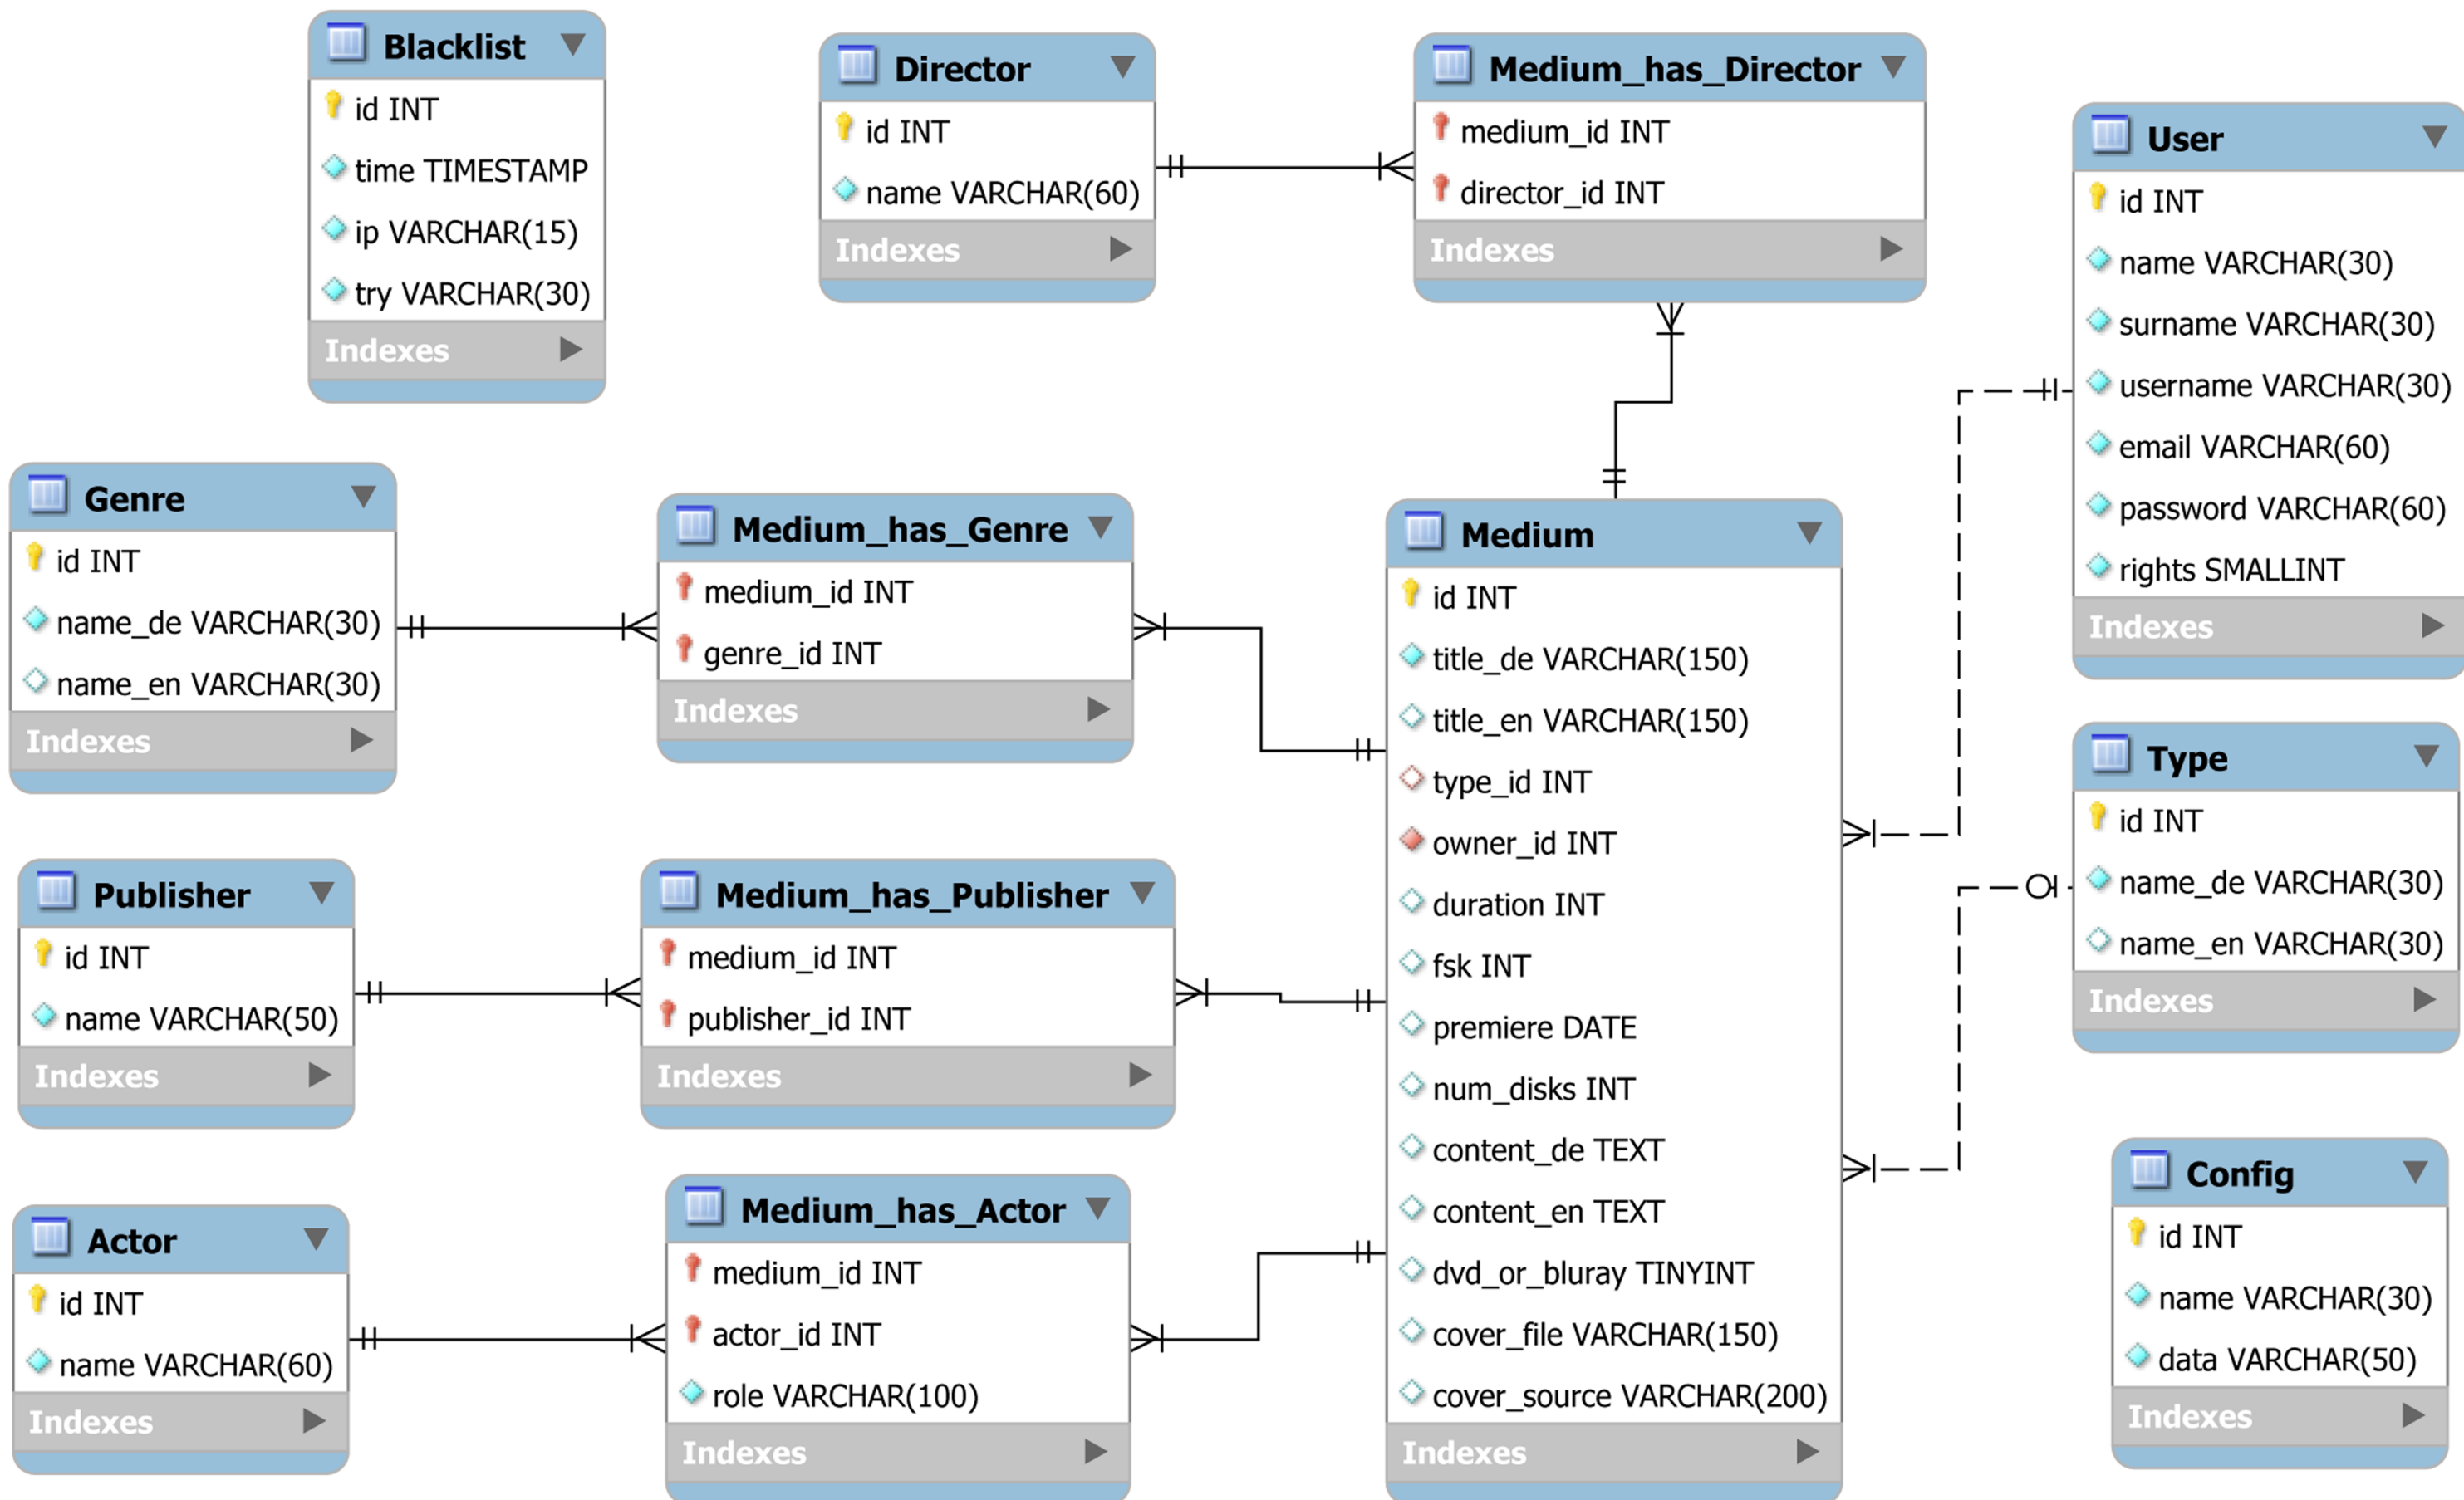 Blacklist
id INT
time TIMESTAMP
ip VARCHAR(15)
try VARCHAR(30)
Indexes
Director
id INT
name VARCHAR(60)
Indexes
Medium_has_Director
medium_id INT
director_id INT
Indexes
User
id INT
name VARCHAR(30)
surname VARCHAR(30)
username VARCHAR(30)
email VARCHAR(60)
password VARCHAR(60)
rights SMALLINT
Indexes
Genre
id INT
name_de VARCHAR(30)
name_en VARCHAR(30)
Indexes
Medium_has_Genre
medium_id INT
genre_id INT
Indexes
Medium
id INT
title_de VARCHAR(150)
title_en VARCHAR(150)
type_id INT
owner_id INT
duration INT
fsk INT
premiere DATE
num_disks INT
content_de TEXT
content_en TEXT
dvd_or_bluray TINYINT
cover_file VARCHAR(150)
cover_source VARCHAR(200)
Indexes
Type
id INT
name_de VARCHAR(30)
name_en VARCHAR(30)
Indexes
Publisher
id INT
name VARCHAR(50)
Indexes
Medium_has_Publisher
medium_id INT
publisher_id INT
Indexes
Actor
id INT
name VARCHAR(60)
Indexes
Medium_has_Actor
medium_id INT
actor_id INT
role VARCHAR(100)
Indexes
Config
id INT
name VARCHAR(30)
data VARCHAR(50)
Indexes